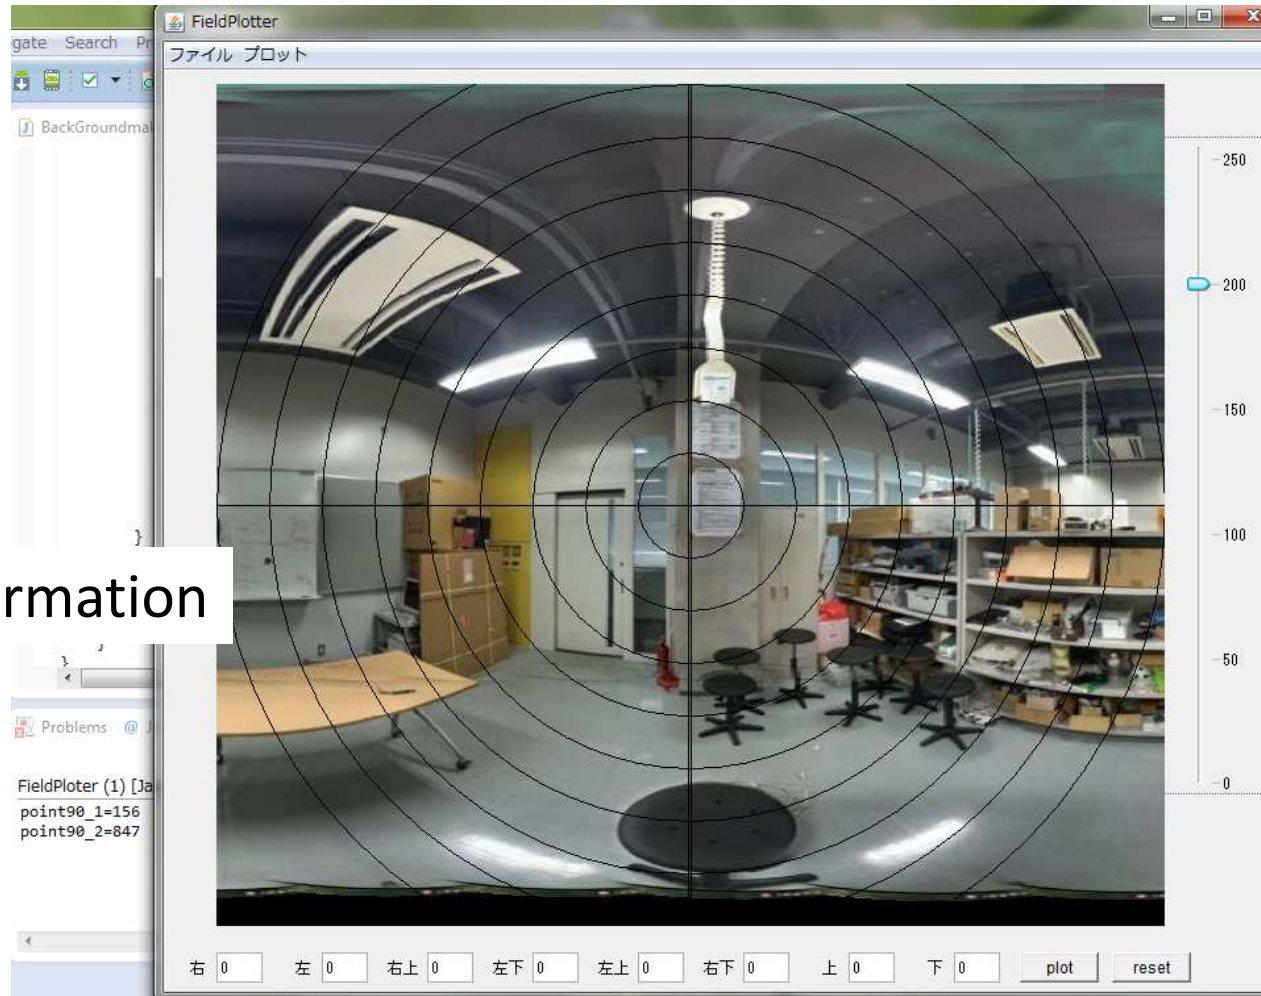 FieldPlotter
gate Search Pr
ファイル プロット
BackGroundmal
250
200
150
100
50
0
}
rmation
}
}
Problems @ J
FieldPloter (1) [Ja
point90_1=156
point90_2=847
右 0 左 0 右上 0 左下 0 左上 0 右下 0 上 0 下 0 plot reset